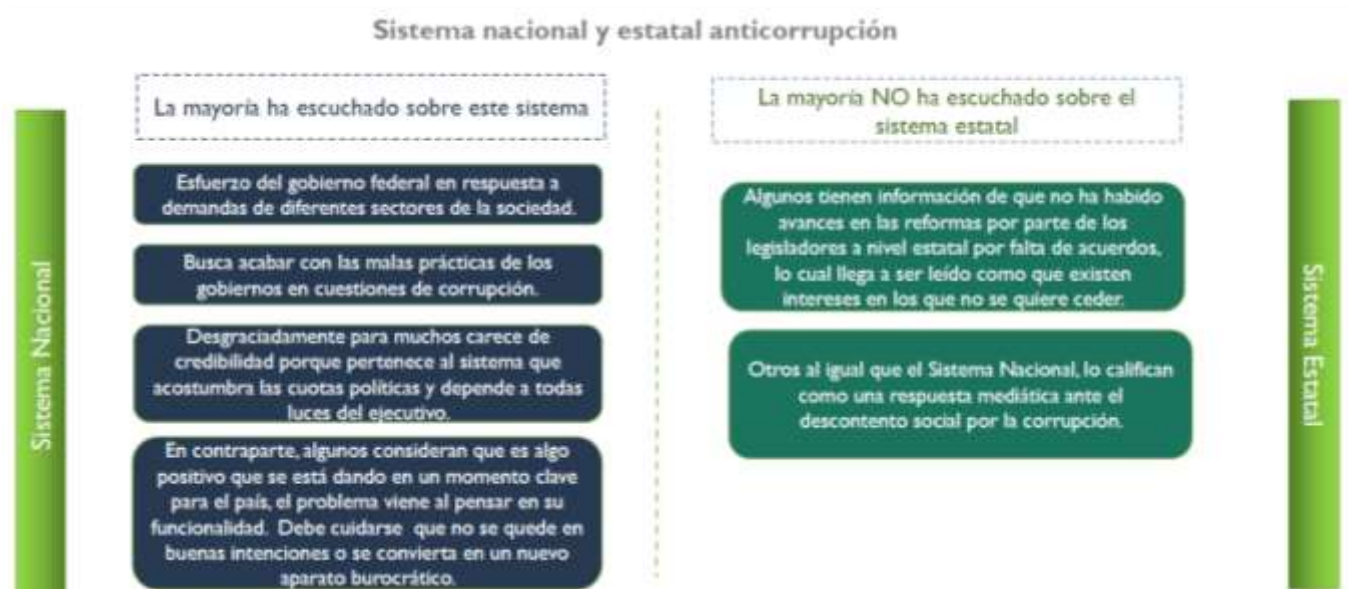 Sistema nacional y estatal anticorrupción
La mayoría ha escuchado sobre este sistema
Sistema Nacional
Esfuerzo del gobierno federal en respuesta a
demandas de diferentes sectores de la sociedad.
Busca acabar con las malas prácticas de los
gobiernos en cuestiones de corrupción.
Desgraciadamente para muchos carece de
credibilidad porque pertenece al sistema que
acostumbra las cuotas políticas y depende a todas
luces del ejecutivo.
En contraparte, algunos consideran que es algo
positivo que se está dando en un momento clave
para el país, el problema viene al pensar en su
funcionalidad. Debe cuidarse que no se quede en
buenas intenciones o se convierta en un nuevo
aparato burocrático.
La mayoría NO ha escuchado sobre el
sistema estatal
Algunos tienen información de que no ha habido
avances en las reformas por parte de los
legisladores a nivel estatal por falta de acuerdos,
lo cual llega a ser leído como que existen
intereses en los que no se quiere ceder.
Otros al igual que el Sistema Nacional, lo califican
como una respuesta mediática ante el
descontento social por la corrupción.
Sistema Estatal